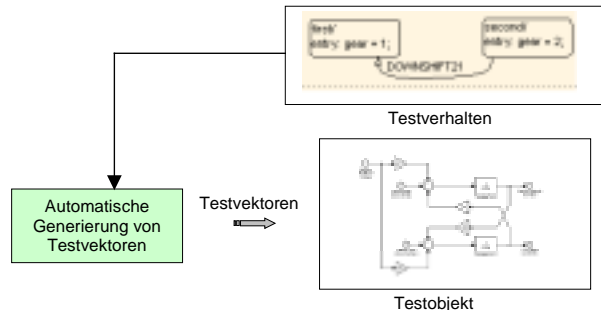 first/
entry: gear = 1;
second/
entry: gear = 2;
DOWNSHIFT21
Testverhalten
Automatische
Generierung von
Testvektoren
Testvektoren
Testobjekt